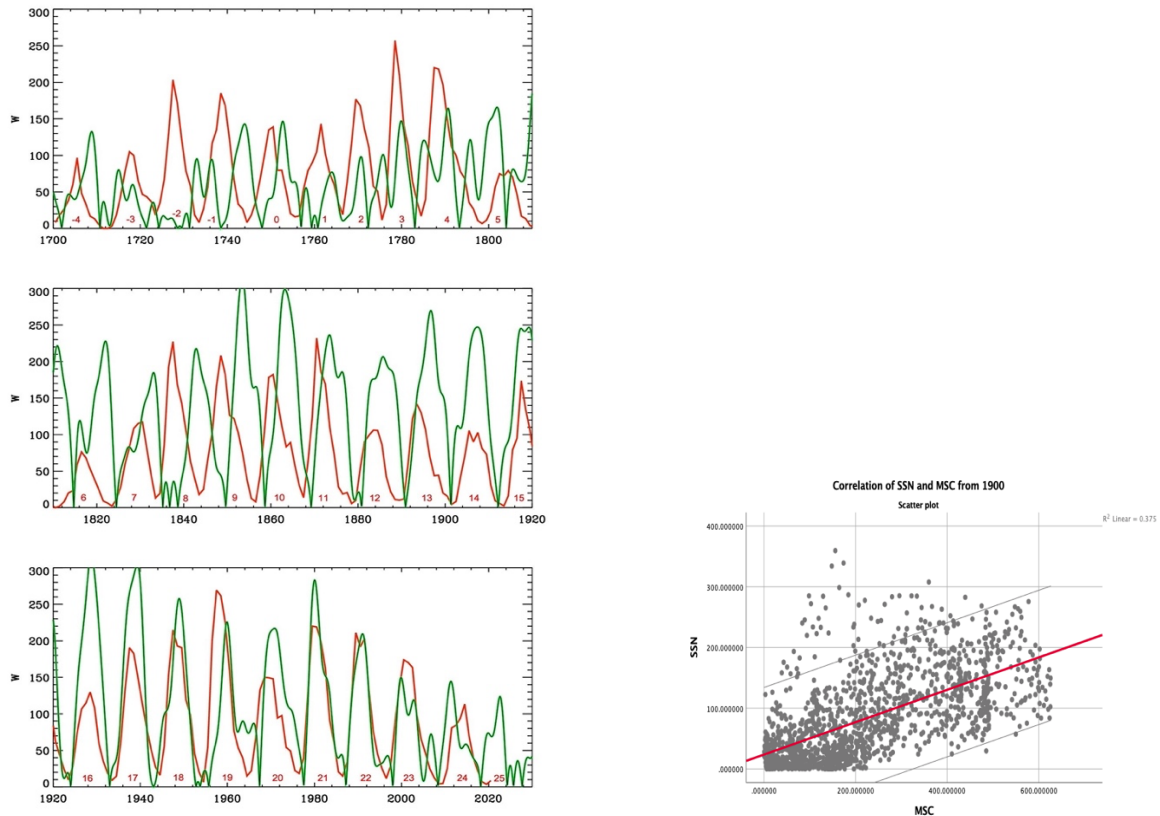 300
250
200
W
150
100
50
0
-4 -3 -2 -1 0 1 2 3 4 5
1700 1720 1740 1760 1780 1800
300
250
200
W
150
100
50
0
6 7 8 9 10 11 12 13 14 15
1820 1840 1860 1880 1900 1920
300
250
200
W
150
100
50
0
16 17 18 19 20 21 22 23 24 25
1920 1940 1960 1980 2000 2020
Correlation of SSN and MSC from 1900
Scatter plot
R² Linear = 0.375
400.000000
300.000000
SSN
200.000000
100.000000
.000000
.000000 200.000000 400.000000 600.000000
MSC